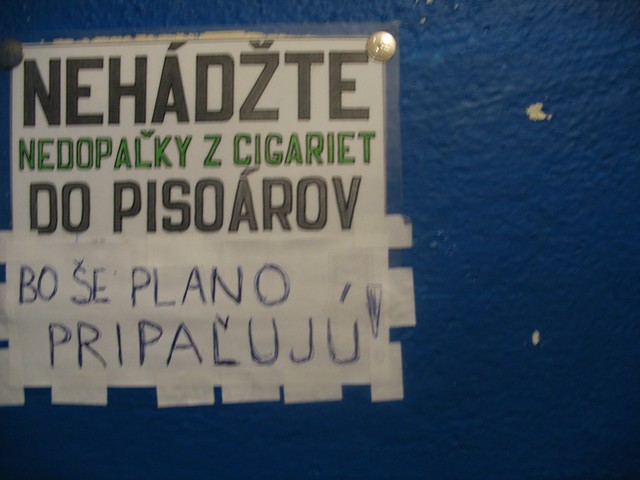 NEHÁDŽTE
NEDOPAĽKY Z CIGARIET
DO PISOÁROV
BO ŠE PLANO
PRIPAĽUJÚ!